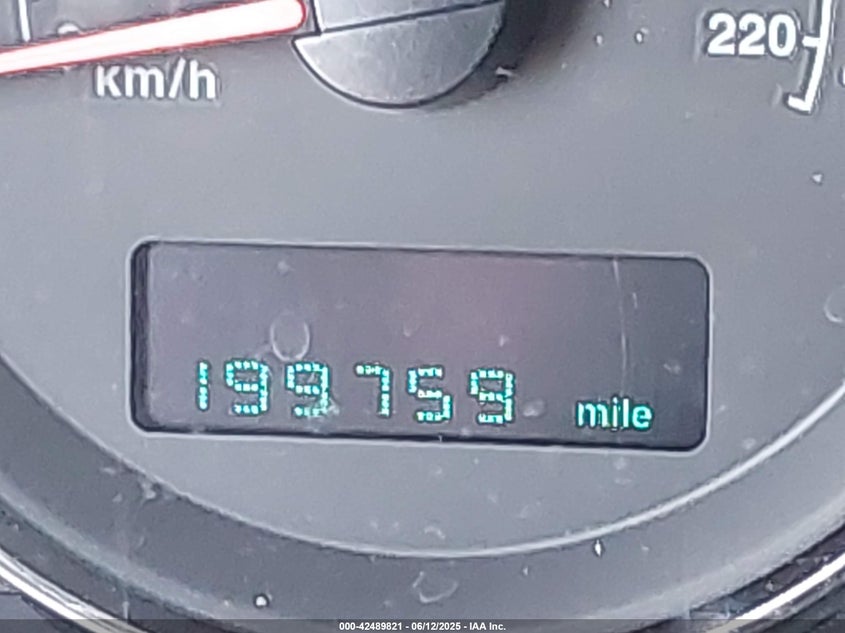 220
km/h
199759 mile
000-42489821 - 06/12/2025 - IAA Inc.